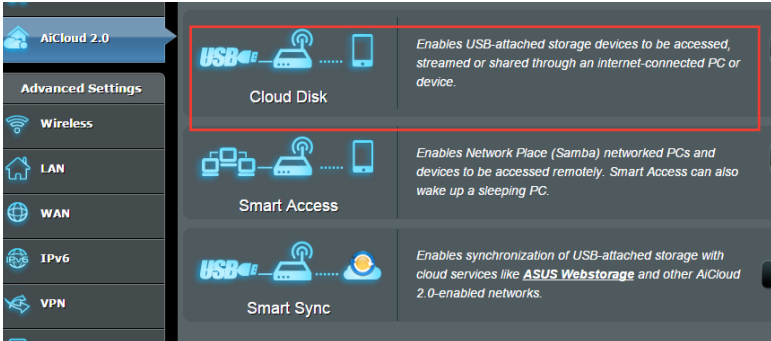 AiCloud 2.0
Advanced Settings
Wireless
LAN
WAN
IPv6
IPv6
VPN
USB
Cloud Disk
Enables USB-attached storage devices to be accessed,
streamed or shared through an internet-connected PC or
device.
Smart Access
Enables Network Place (Samba) networked PCs and
devices to be accessed remotely. Smart Access can also
wake up a sleeping PC.
USB
Smart Sync
Enables synchronization of USB-attached storage with
cloud services like ASUS Webstorage and other AiCloud
2.0-enabled networks.